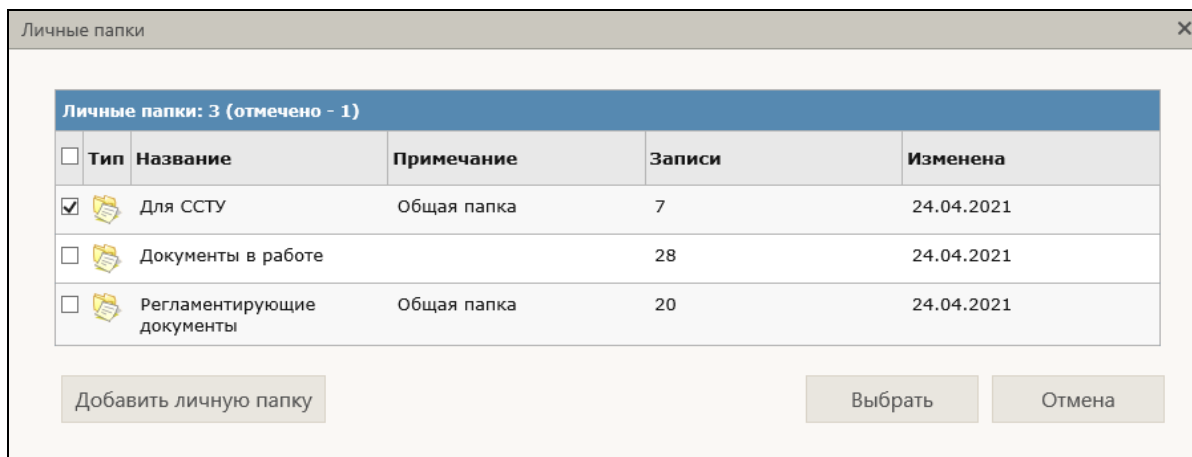 Личные папки
Личные папки: 3 (отмечено - 1)
Тип Название Примечание Записи Изменена
Для ССТУ Общая папка 7 24.04.2021
Документы в работе 28 24.04.2021
Регламентирующие документы Общая папка 20 24.04.2021
Добавить личную папку Выбрать Отмена